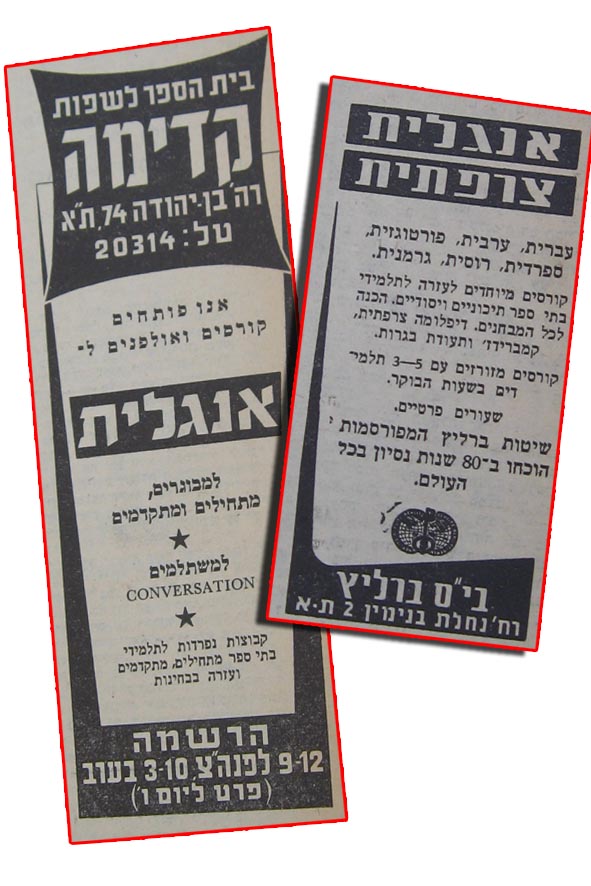 בית הספר לשפות
קדימה
רח' בן-יהודה 74, ת"א
טל: 20314
אנו פותחים
קורסים ואולפנים ל-
אנגלית
למבוגרים,
מתחילים ומתקדמים
למשתלמים
CONVERSATION
קבוצות נפרדות לתלמידי
בתי ספר מתחילים, מתקדמים
ועזרה בבחינות
הרשמה
9-12 לפנה"צ, 3-10 בערב
(פרט ליום ו')
אנגלית
צרפתית
עברית, ערבית, פורטוגזית,
ספרדית, רוסית, גרמנית.
קורסים מיוחדים לעזרה לתלמידי
בתי ספר תיכוניים ויסודיים, הכנה
לכל המבחנים. דיפלומה צרפתית,
קמברידז' ותעודת בגרות.
קורסים מזורזים עם 3—5 תלמי־
דים בשעות הבוקר.
שעורים פרטיים.
שיטות ברליץ המפורסמות
הוכחו ב־80 שנות נסיון בכל
העולם.
בי"ס ברליץ
רח' נחלת בנימין 2 ת.א